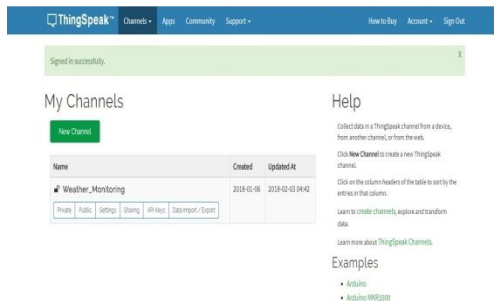 ThingSpeak™ Channels Apps Community Support How to Buy Account Sign Out
Signed in successfully. X
My Channels
New Channel
Name Created Updated At
Weather_Monitoring 2018-01-06 2018-02-03 04:42
Private Public Settings Sharing API Keys Data Import / Export
Help
Collect data in a ThingSpeak channel from a device,
from another channel, or from the web.
Click New Channel to create a new ThingSpeak
channel.
Click on the column headers of the table to sort by the
entries in that column.
Learn to create channels, explore and transform
data.
Learn more about ThingSpeak Channels.
Examples
• Arduino
• Arduino MKR1000